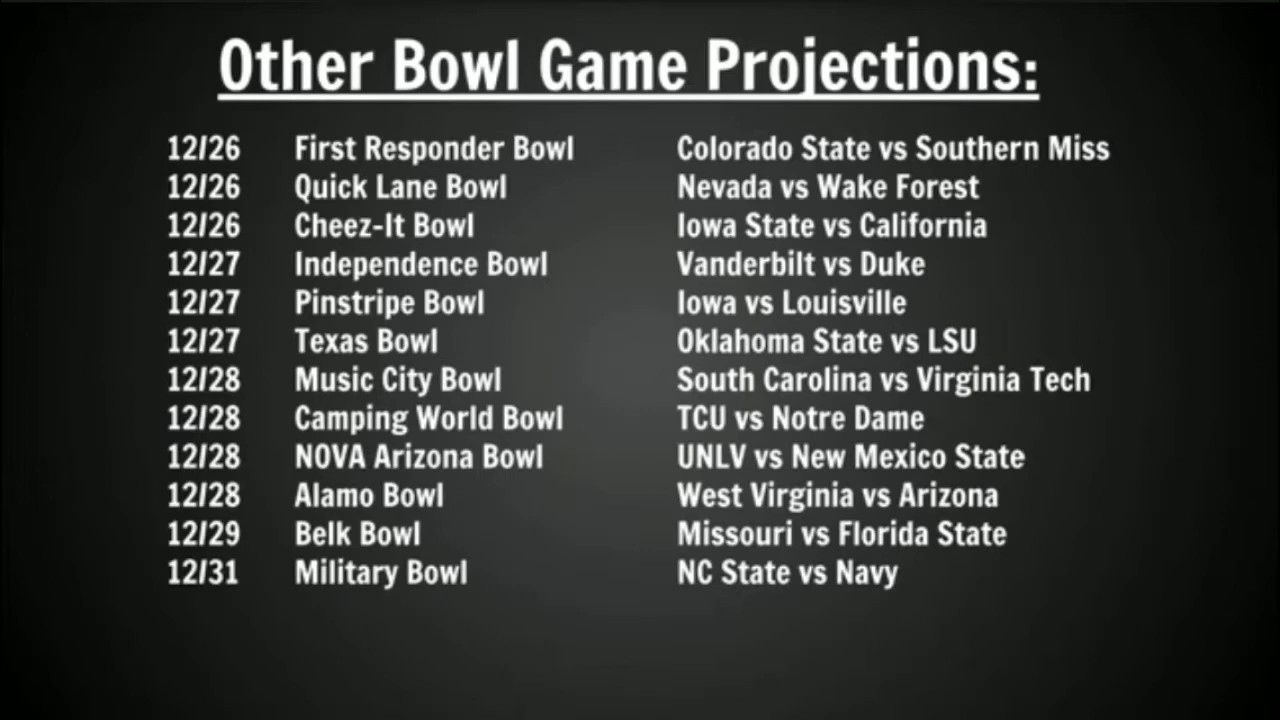 Other Bowl Game Projections:
12/26 First Responder Bowl Colorado State vs Southern Miss
12/26 Quick Lane Bowl Nevada vs Wake Forest
12/26 Cheez-It Bowl Iowa State vs California
12/27 Independence Bowl Vanderbilt vs Duke
12/27 Pinstripe Bowl Iowa vs Louisville
12/27 Texas Bowl Oklahoma State vs LSU
12/28 Music City Bowl South Carolina vs Virginia Tech
12/28 Camping World Bowl TCU vs Notre Dame
12/28 NOVA Arizona Bowl UNLV vs New Mexico State
12/28 Alamo Bowl West Virginia vs Arizona
12/29 Belk Bowl Missouri vs Florida State
12/31 Military Bowl NC State vs Navy